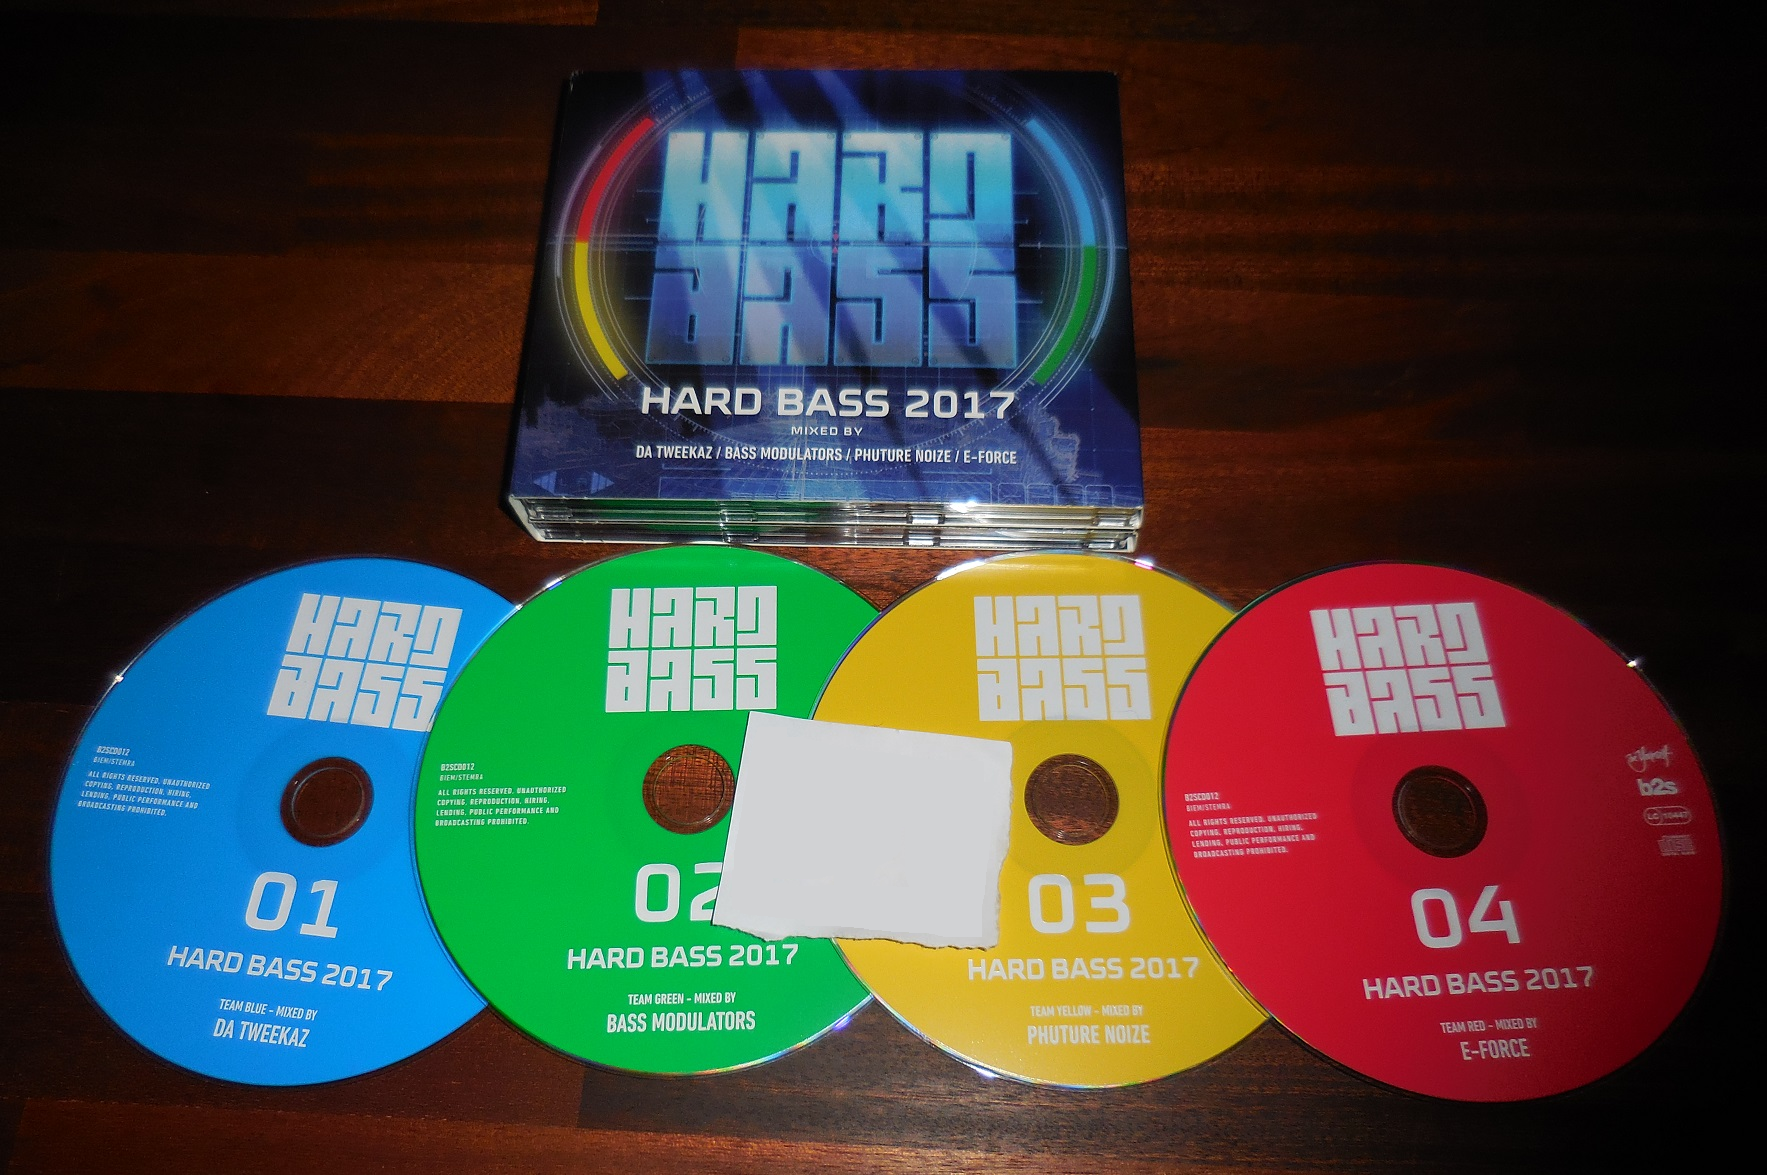 HARD
BASS
HARD BASS 2017
MIXED BY
DA TWEEKAZ / BASS MODULATORS / PHUTURE NOIZE / E-FORCE
HARD
BASS
B2SCD012
BIEM/STEMRA
ALL RIGHTS RESERVED. UNAUTHORIZED
COPYING, REPRODUCTION, HIRING,
LENDING, PUBLIC PERFORMANCE AND
BROADCASTING PROHIBITED.
01
HARD BASS 2017
TEAM BLUE - MIXED BY
DA TWEEKAZ
HARD
BASS
B2SCD012
BIEM/STEMRA
ALL RIGHTS RESERVED. UNAUTHORIZED
COPYING, REPRODUCTION, HIRING,
LENDING, PUBLIC PERFORMANCE AND
BROADCASTING PROHIBITED.
02
HARD BASS 2017
TEAM GREEN - MIXED BY
BASS MODULATORS
HARD
BASS
03
HARD BASS 2017
TEAM YELLOW - MIXED BY
PHUTURE NOIZE
HARD
BASS
B2SCD012
BIEM/STEMRA
ALL RIGHTS RESERVED. UNAUTHORIZED
COPYING, REPRODUCTION, HIRING,
LENDING, PUBLIC PERFORMANCE AND
BROADCASTING PROHIBITED.
be yourself
b2s
LC 10447
04
HARD BASS 2017
TEAM RED - MIXED BY
E-FORCE